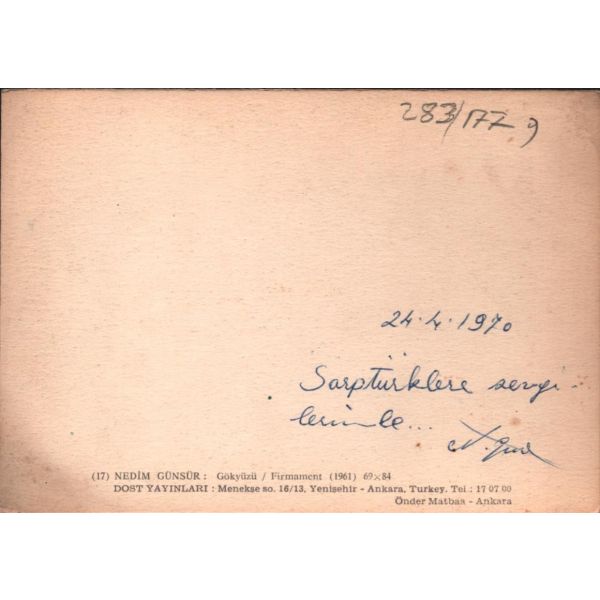 283/177 9
24.4.1970
Sarptürklere sevgi-
lerimle...
(17) NEDİM GÜNSÜR : Gökyüzü / Firmament (1961) 69×84
DOST YAYINLARI : Menekse so. 16/13, Yenişehir - Ankara, Turkey. Tel : 17 07 00
Önder Matbaa - Ankara